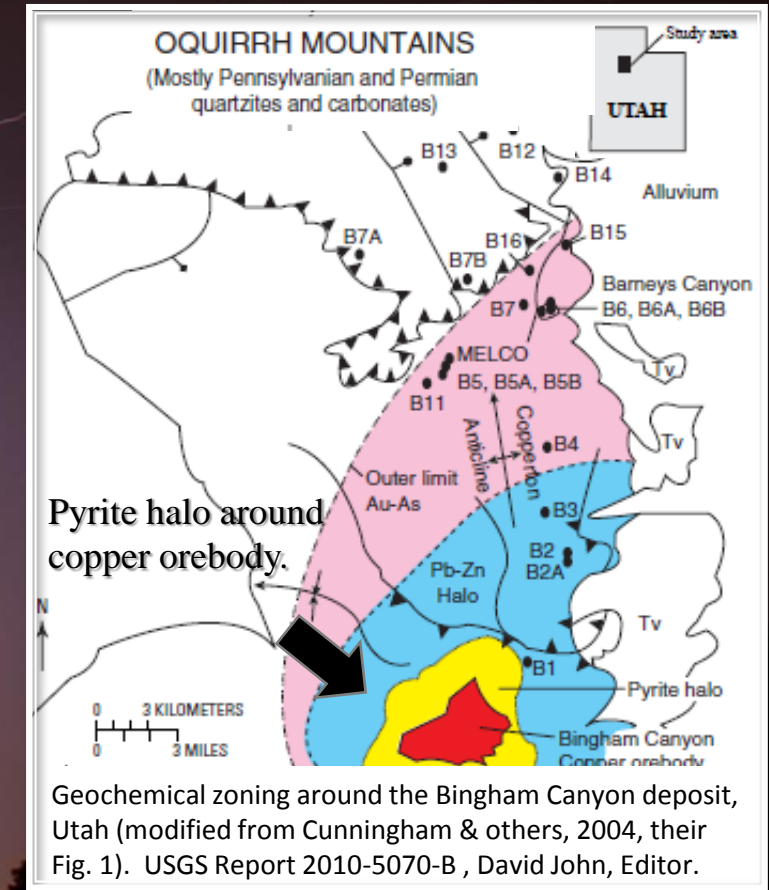 OQUIRRH MOUNTAINS
(Mostly Pennsylvanian and Permian
quartzites and carbonates)
Study area
UTAH
B13
B12
B14
Alluvium
B7A
B7B
B16
B15
B7
Barneys Canyon
B6, B6A, B6B
MELCO
B5, B5A, B5B
B11
Tv
Anticline
Copperton
B4
Tv
Outer limit
Au-As
Pyrite halo around
copper orebody.
B3
Pb-Zn
Halo
B2
B2A
Tv
N
B1
Pyrite halo
0 3 KILOMETERS
0 3 MILES
Bingham Canyon
Copper orebody
Geochemical zoning around the Bingham Canyon deposit,
Utah (modified from Cunningham & others, 2004, their
Fig. 1).  USGS Report 2010-5070-B , David John, Editor.